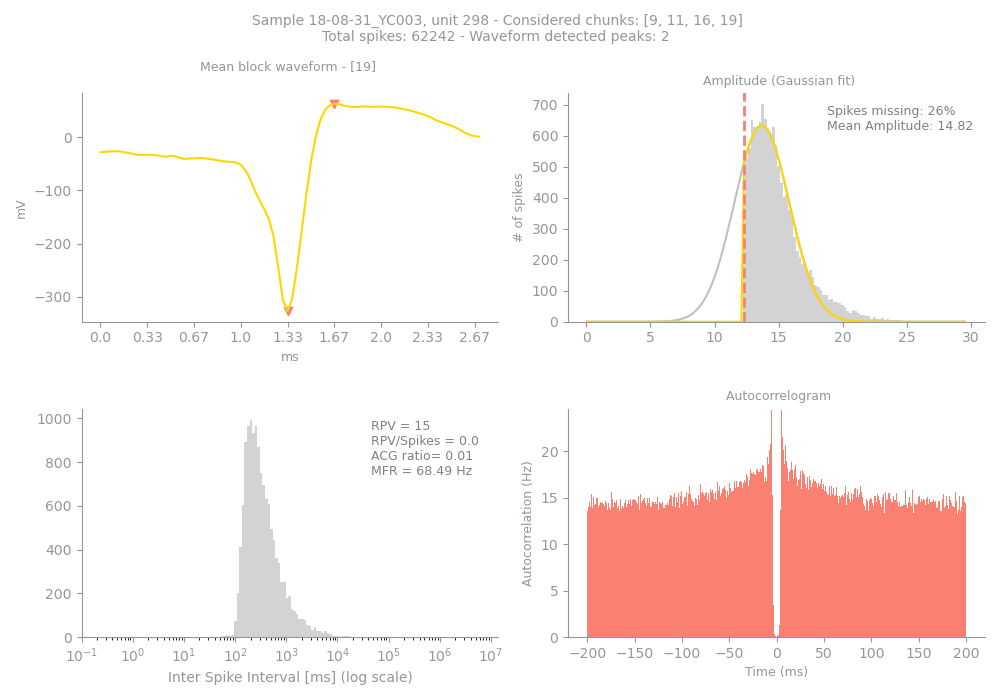 Sample 18-08-31_YC003, unit 298 - Considered chunks: [9, 11, 16, 19]
Total spikes: 62242 - Waveform detected peaks: 2
Mean block waveform - [19]
mV
0
−100
−200
−300
0.0 0.33 0.67 1.0 1.33 1.67 2.0 2.33 2.67
ms
Amplitude (Gaussian fit)
Spikes missing: 26%
Mean Amplitude: 14.82
# of spikes
700
600
500
400
300
200
100
0
0 5 10 15 20 25 30
RPV = 15
RPV/Spikes = 0.0
ACG ratio= 0.01
MFR = 68.49 Hz
1000
800
600
400
200
0
10⁻¹ 10⁰ 10¹ 10² 10³ 10⁴ 10⁵ 10⁶ 10⁷
Inter Spike Interval [ms] (log scale)
Autocorrelogram
Autocorrelation (Hz)
20
15
10
5
0
−200 −150 −100 −50 0 50 100 150 200
Time (ms)